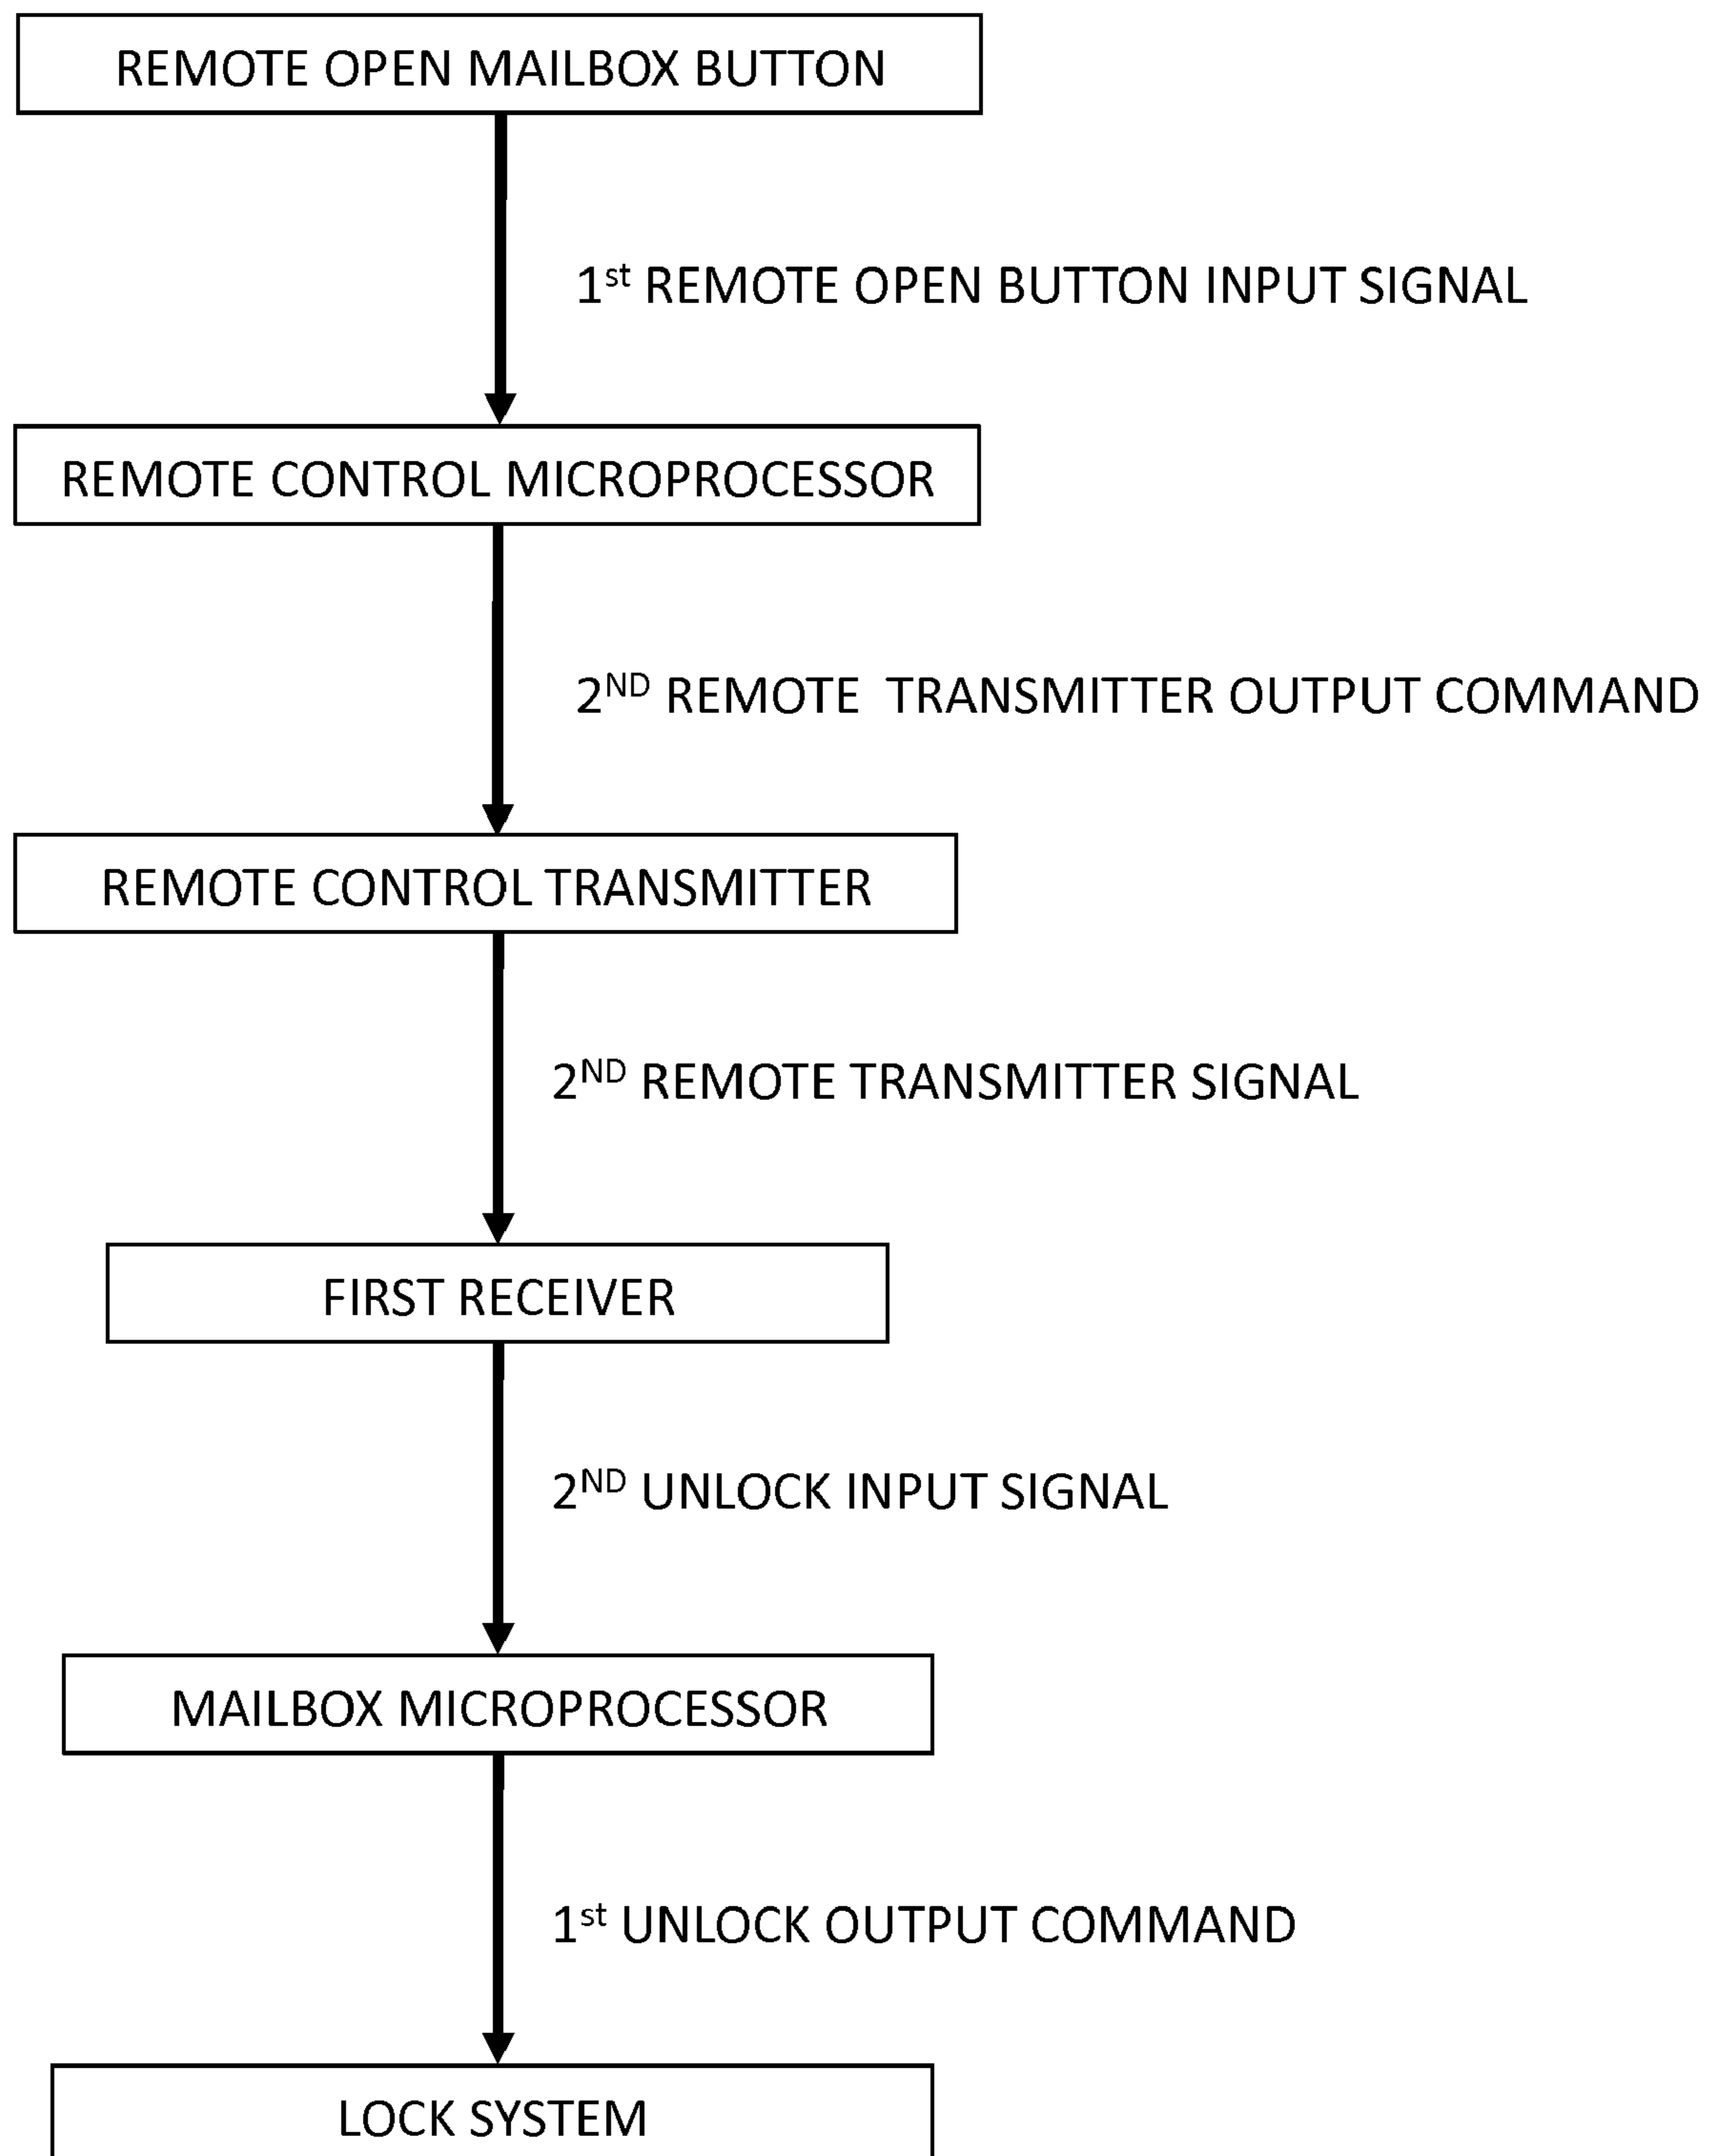 REMOTE OPEN MAILBOX BUTTON
1st REMOTE OPEN BUTTON INPUT SIGNAL
REMOTE CONTROL MICROPROCESSOR
2ND REMOTE TRANSMITTER OUTPUT COMMAND
REMOTE CONTROL TRANSMITTER
2ND REMOTE TRANSMITTER SIGNAL
FIRST RECEIVER
2ND UNLOCK INPUT SIGNAL
MAILBOX MICROPROCESSOR
1st UNLOCK OUTPUT COMMAND
LOCK SYSTEM